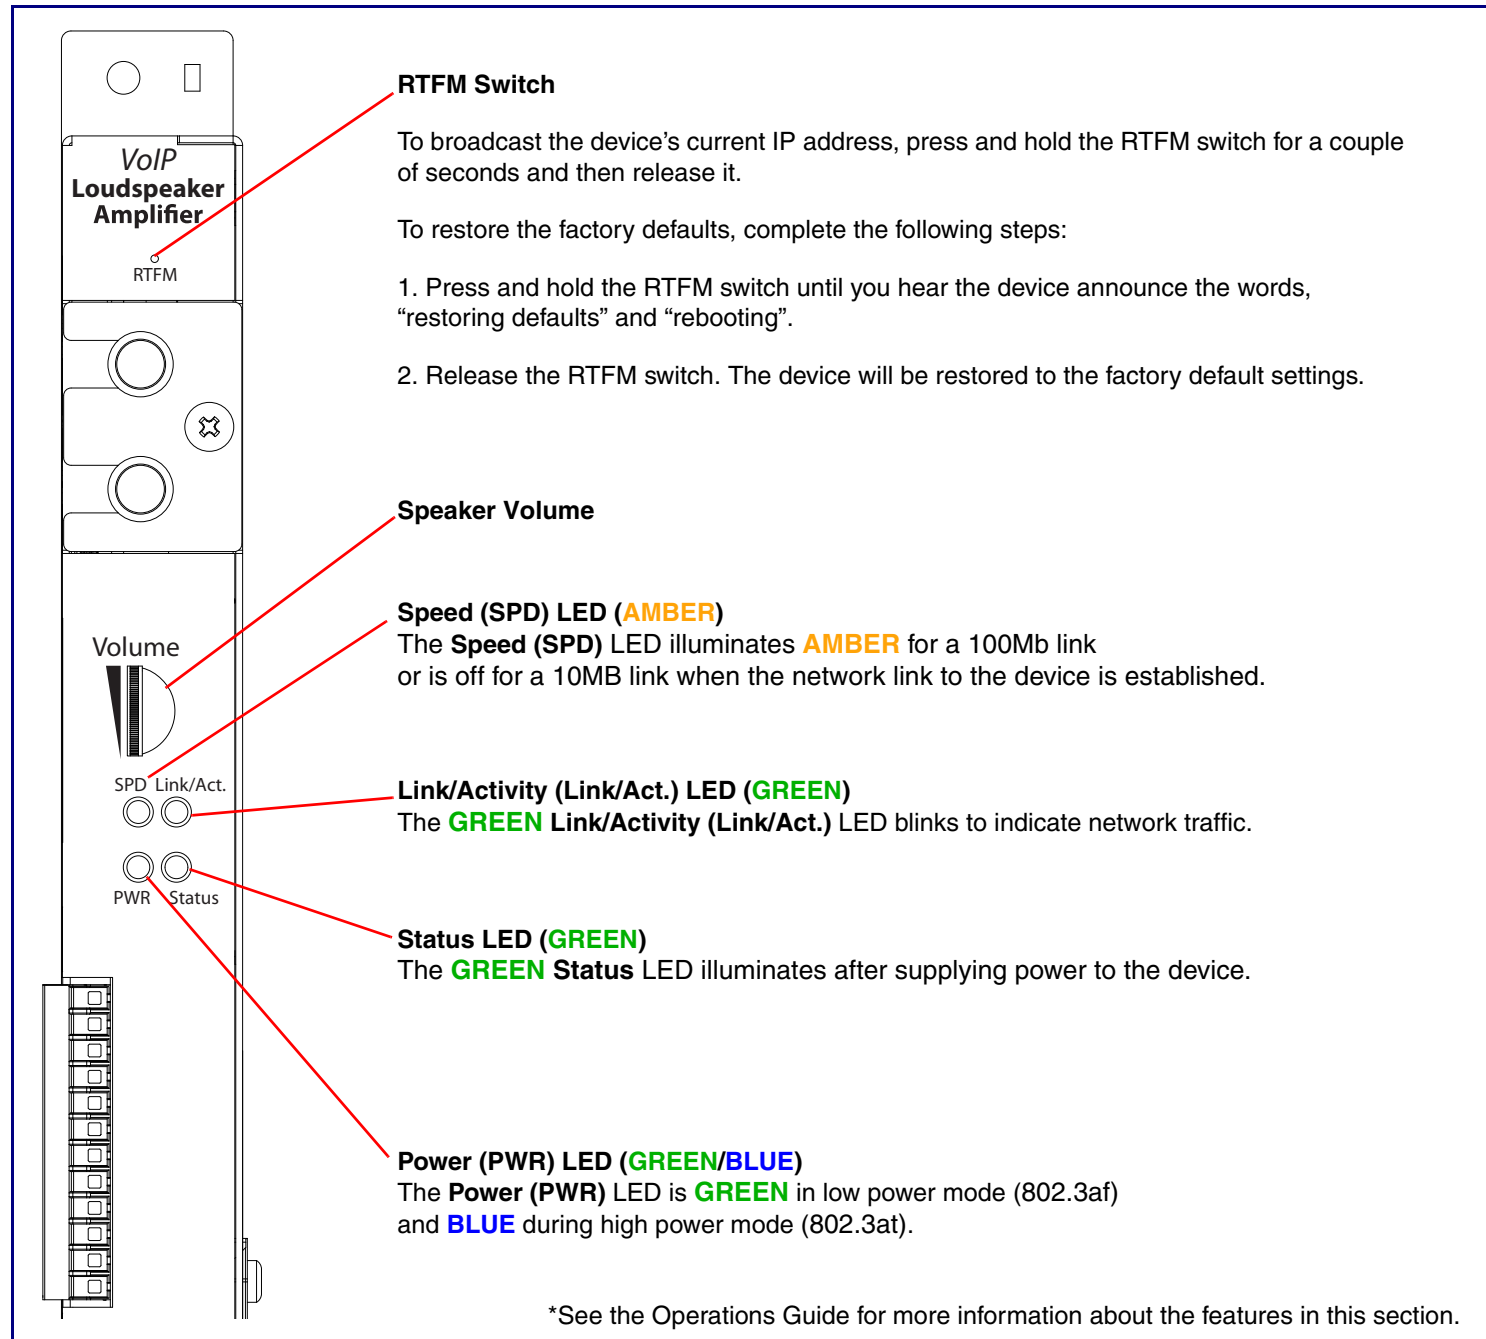 VoIP
Loudspeaker
Amplifier
RTFM
Volume
SPD Link/Act.
PWR Status
RTFM Switch
To broadcast the device's current IP address, press and hold the RTFM switch for a couple
of seconds and then release it.
To restore the factory defaults, complete the following steps:
1. Press and hold the RTFM switch until you hear the device announce the words,
“restoring defaults” and “rebooting”.
2. Release the RTFM switch. The device will be restored to the factory default settings.
Speaker Volume
Speed (SPD) LED (AMBER)
The Speed (SPD) LED illuminates AMBER for a 100Mb link
or is off for a 10MB link when the network link to the device is established.
Link/Activity (Link/Act.) LED (GREEN)
The GREEN Link/Activity (Link/Act.) LED blinks to indicate network traffic.
Status LED (GREEN)
The GREEN Status LED illuminates after supplying power to the device.
Power (PWR) LED (GREEN/BLUE)
The Power (PWR) LED is GREEN in low power mode (802.3af)
and BLUE during high power mode (802.3at).
*See the Operations Guide for more information about the features in this section.